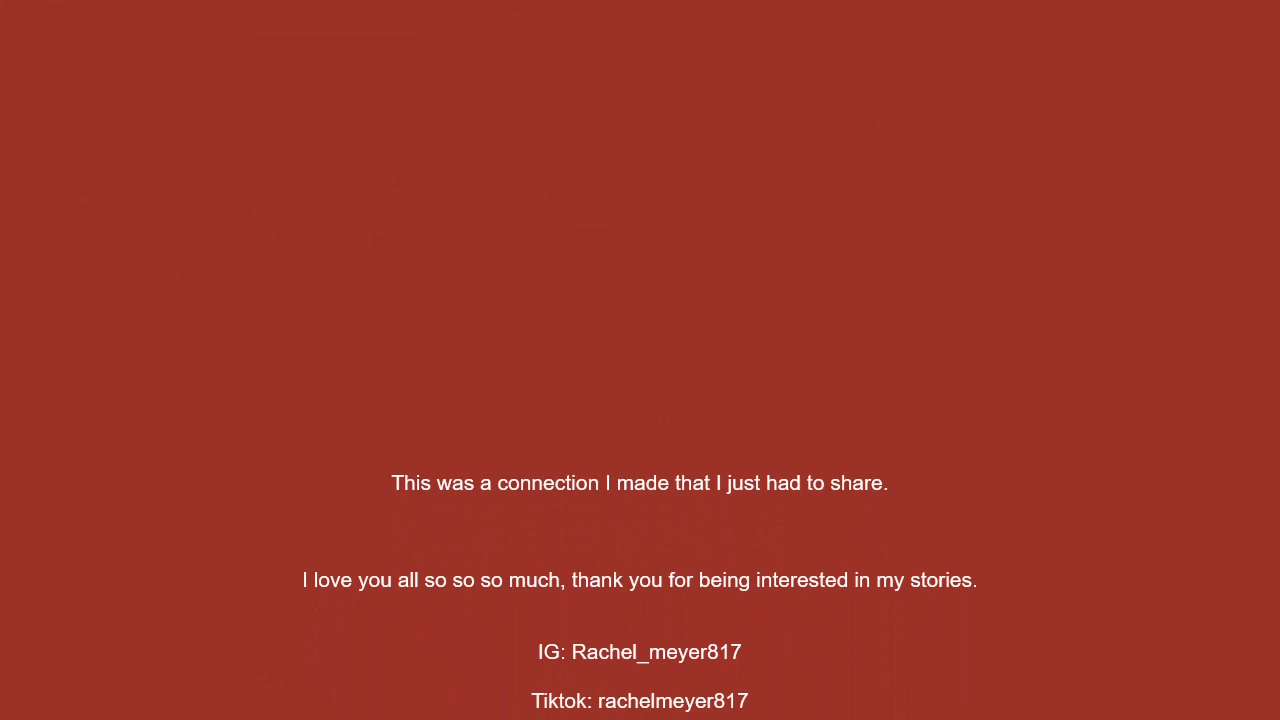 This was a connection I made that I just had to share.
I love you all so so so much, thank you for being interested in my stories.
IG: Rachel_meyer817
Tiktok: rachelmeyer817